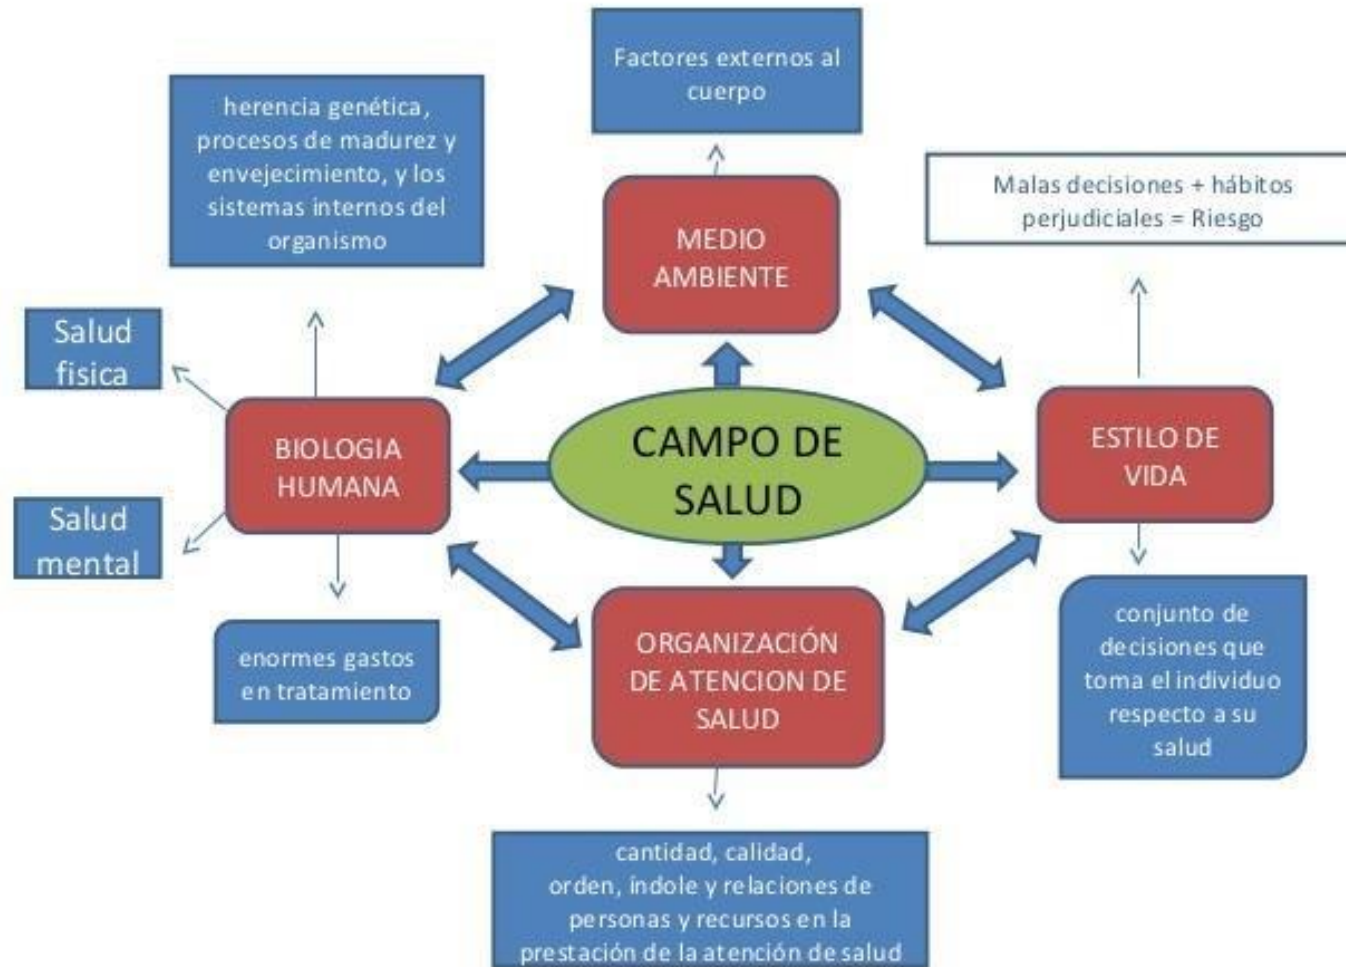 Factores externos al
cuerpo
herencia genética,
procesos de madurez y
envejecimiento, y los
sistemas internos del
organismo
Malas decisiones + hábitos
perjudiciales = Riesgo
MEDIO
AMBIENTE
Salud
fisica
BIOLOGIA
HUMANA
CAMPO DE
SALUD
ESTILO DE
VIDA
Salud
mental
enormes gastos
en tratamiento
ORGANIZACIÓN
DE ATENCION DE
SALUD
conjunto de
decisiones que
toma el individuo
respecto a su
salud
cantidad, calidad,
orden, índole y relaciones de
personas y recursos en la
prestación de la atención de salud